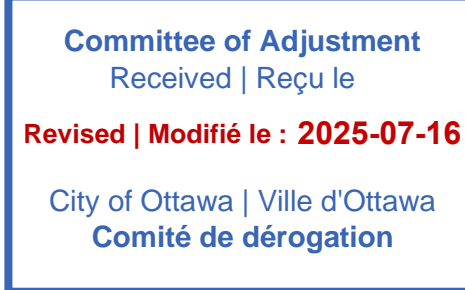 Committee of Adjustment
Received | Reçu le
Revised | Modifié le : 2025-07-16
City of Ottawa | Ville d'Ottawa
Comité de dérogation